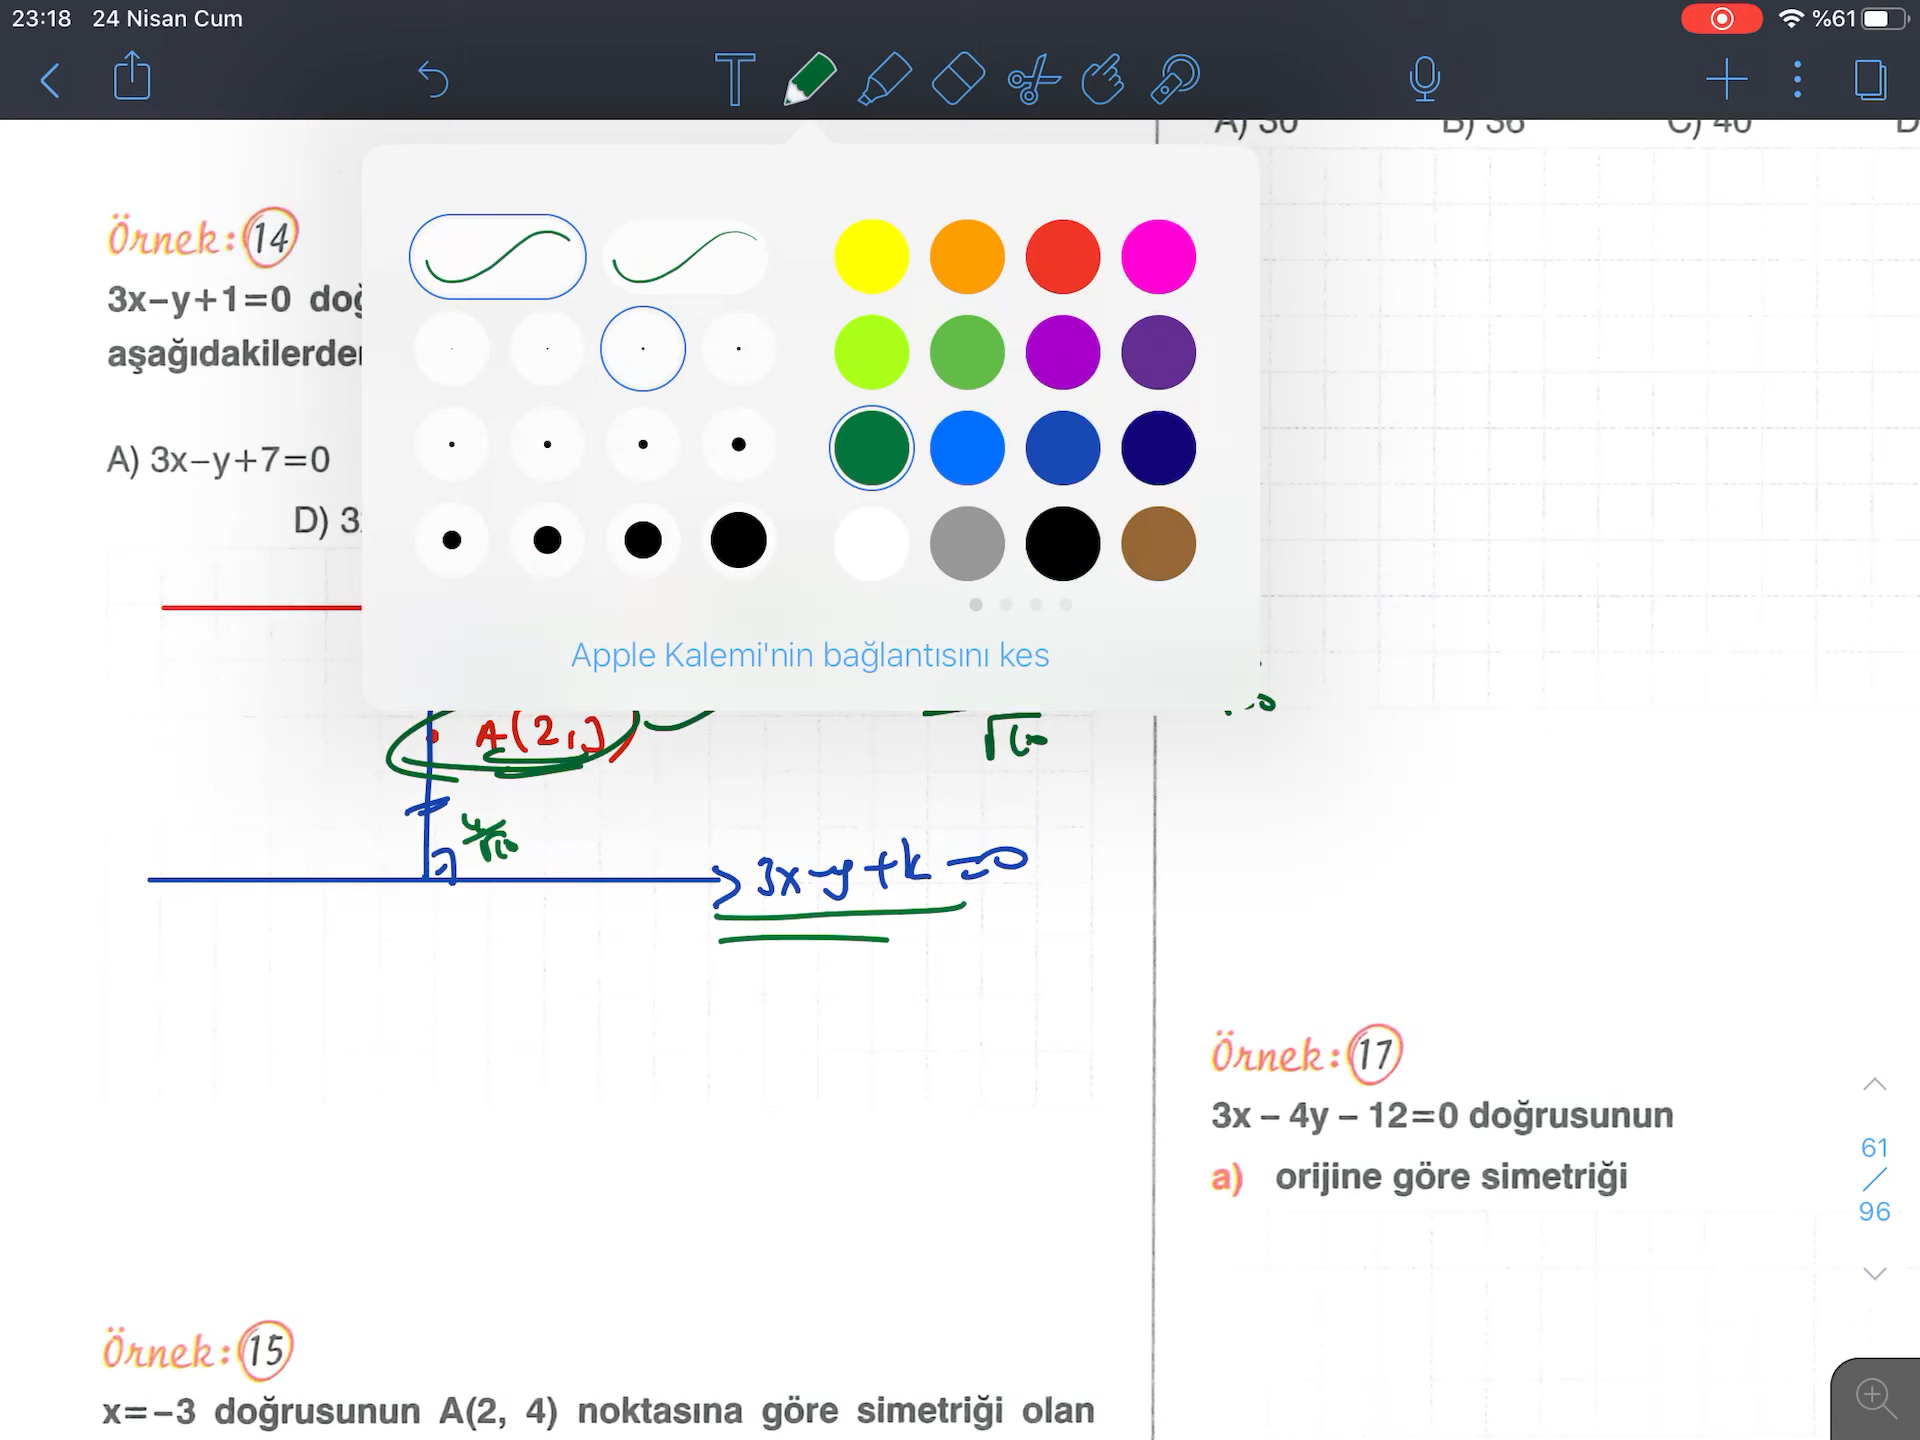 23:18 24 Nisan Cum
%61
A) 30 B) 36 C) 40 D
Örnek: 14
3x-y+1=0 doğ
aşağıdakilerder
A) 3x-y+7=0
D) 3
Apple Kalemi'nin bağlantısını kes
A(2,
3x-y+k=0
Örnek: 17
3x – 4y – 12=0 doğrusunun
a) orijine göre simetriği
61
/
96
Örnek: 15
x=-3 doğrusunun A(2, 4) noktasına göre simetriği olan